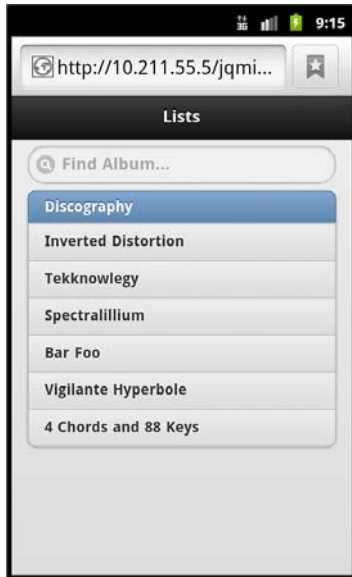 3G 9:15
http://10.211.55.5/jqmi...
Lists
Find Album...
Discography
Inverted Distortion
Tekknowlegy
Spectralillium
Bar Foo
Vigilante Hyperbole
4 Chords and 88 Keys